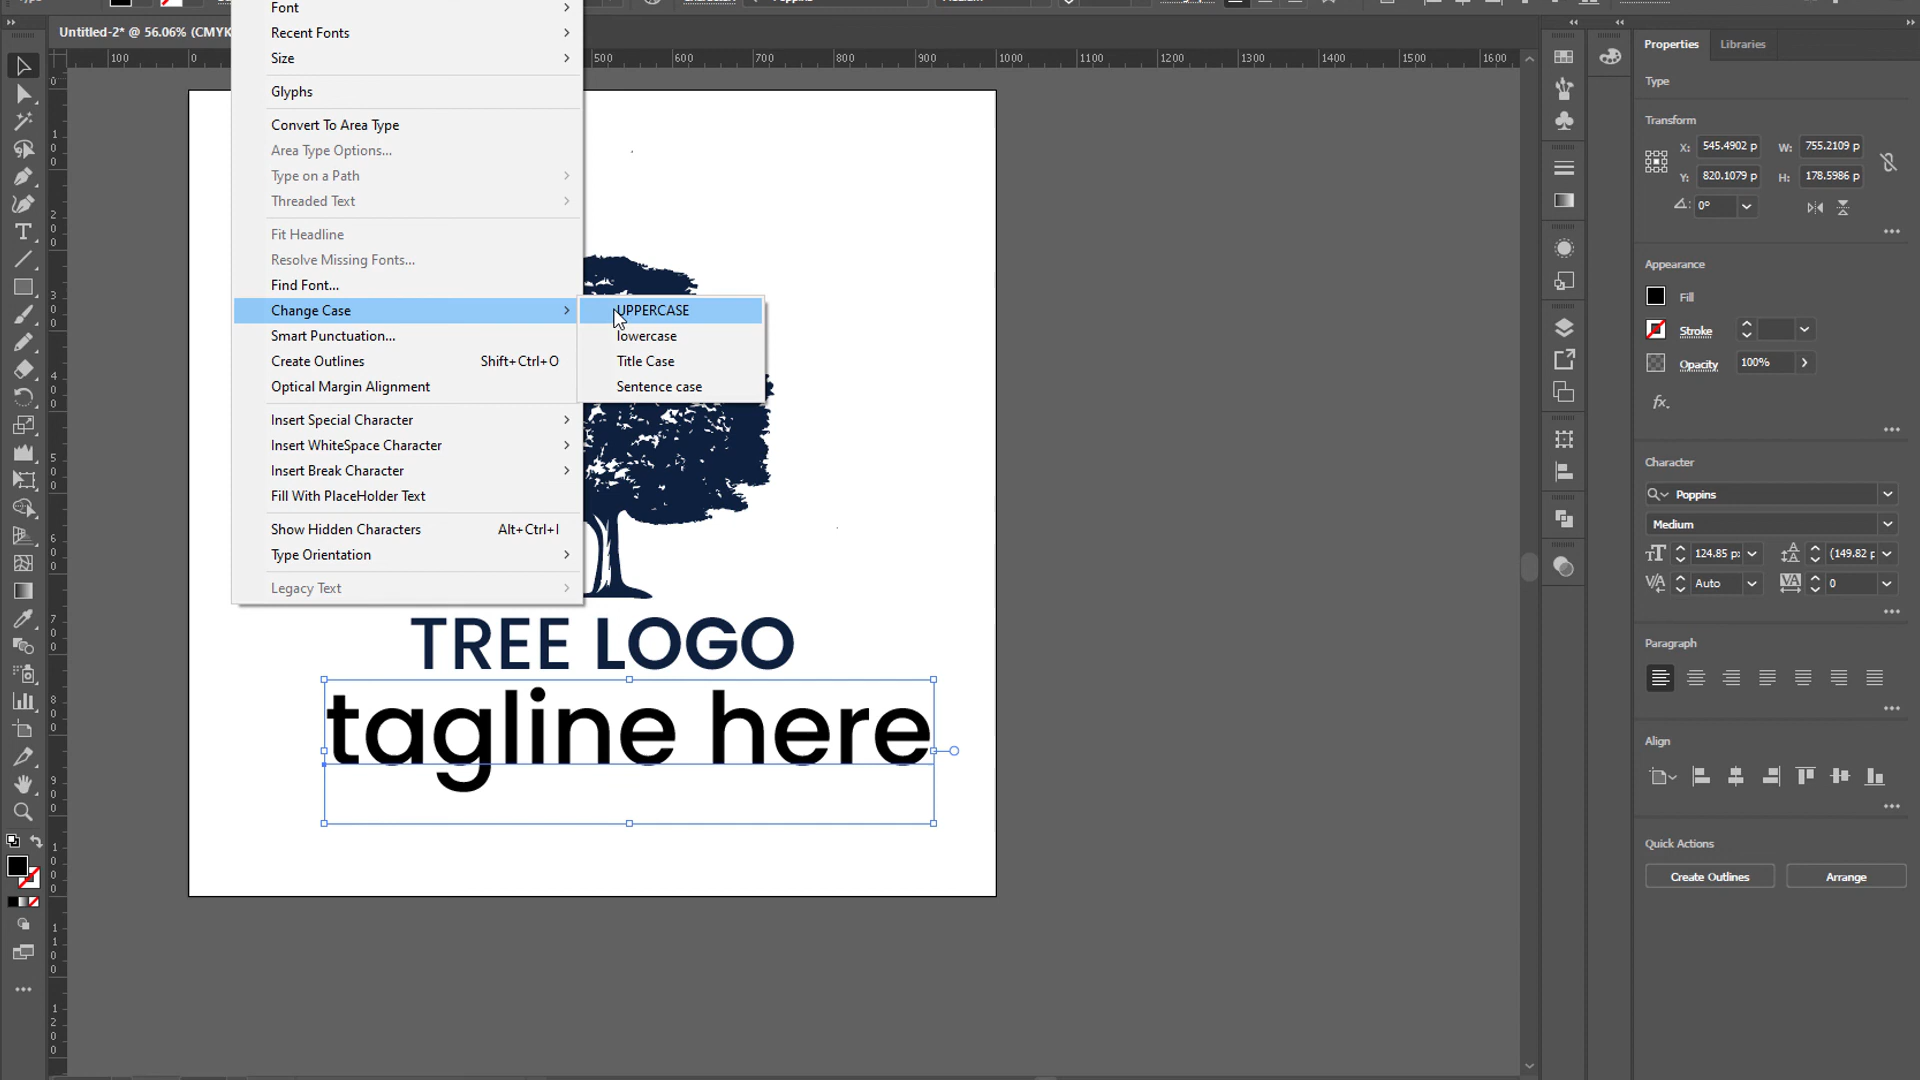 Font
Recent Fonts
Size
Glyphs
Convert To Area Type
Area Type Options...
Type on a Path
Threaded Text
Fit Headline
Resolve Missing Fonts...
Find Font...
Change Case
Smart Punctuation...
Create Outlines Shift+Ctrl+O
Optical Margin Alignment
Insert Special Character
Insert WhiteSpace Character
Insert Break Character
Fill With PlaceHolder Text
Show Hidden Characters Alt+Ctrl+I
Type Orientation
Legacy Text
UPPERCASE
lowercase
Title Case
Sentence case
Untitled-2* @ 56.06% (CMYK
100 0 500 600 700 800 900 1000 1100 1200 1300 1400 1500 1600
TREE LOGO
tagline here
Properties Libraries
Type
Transform
X: 545.4902 p W: 755.2109 p
Y: 820.1079 p H: 178.5986 p
0°
Appearance
Fill
Stroke
Opacity 100%
fx.
Character
Poppins
Medium
124.85 px (149.82 p
Auto 0
Paragraph
Align
Quick Actions
Create Outlines Arrange